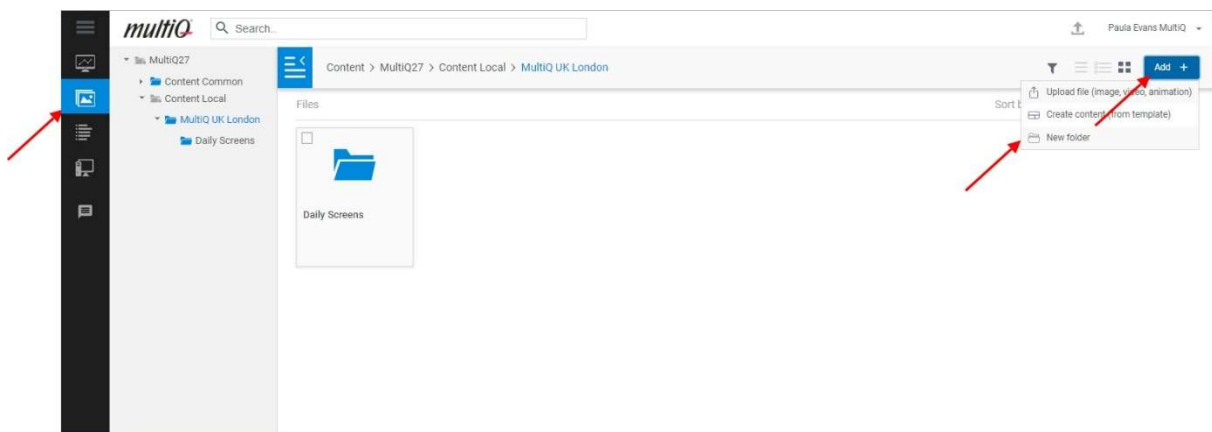 multiQ
Search..
Paula Evans MultiQ
MultiQ27
Content Common
Content Local
MultiQ UK London
Daily Screens
Content > MultiQ27 > Content Local > MultiQ UK London
Add +
Files
Sort
Upload file (image, video, animation)
Create content (from template)
New folder
Daily Screens